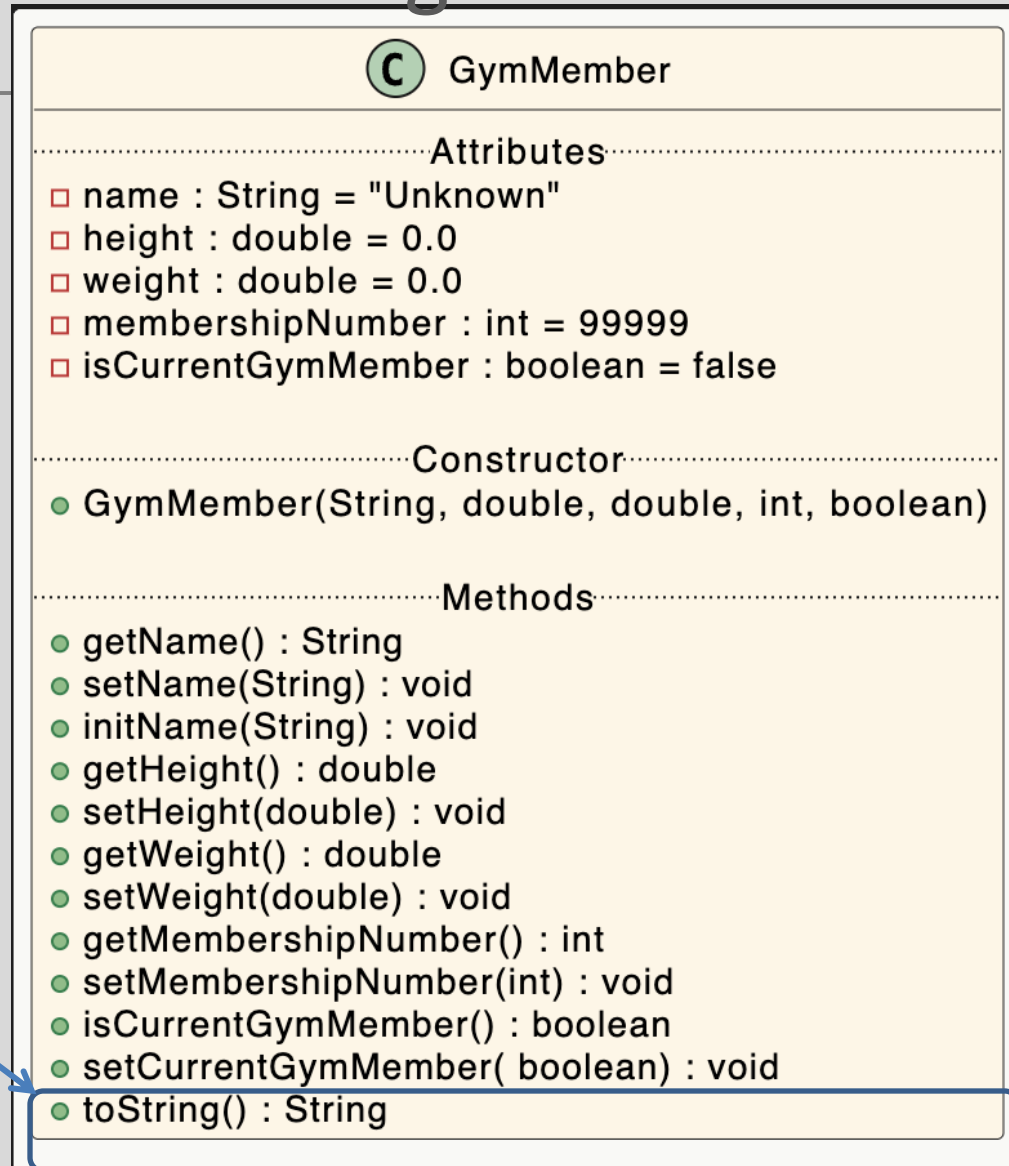 C GymMember
Attributes
name : String = "Unknown"
height : double = 0.0
weight : double = 0.0
membershipNumber : int = 99999
isCurrentGymMember : boolean = false
Constructor
GymMember(String, double, double, int, boolean)
Methods
getName() : String
setName(String) : void
initName(String) : void
getHeight() : double
setHeight(double) : void
getWeight() : double
setWeight(double) : void
getMembershipNumber() : int
setMembershipNumber(int) : void
isCurrentGymMember() : boolean
setCurrentGymMember( boolean) : void
toString() : String